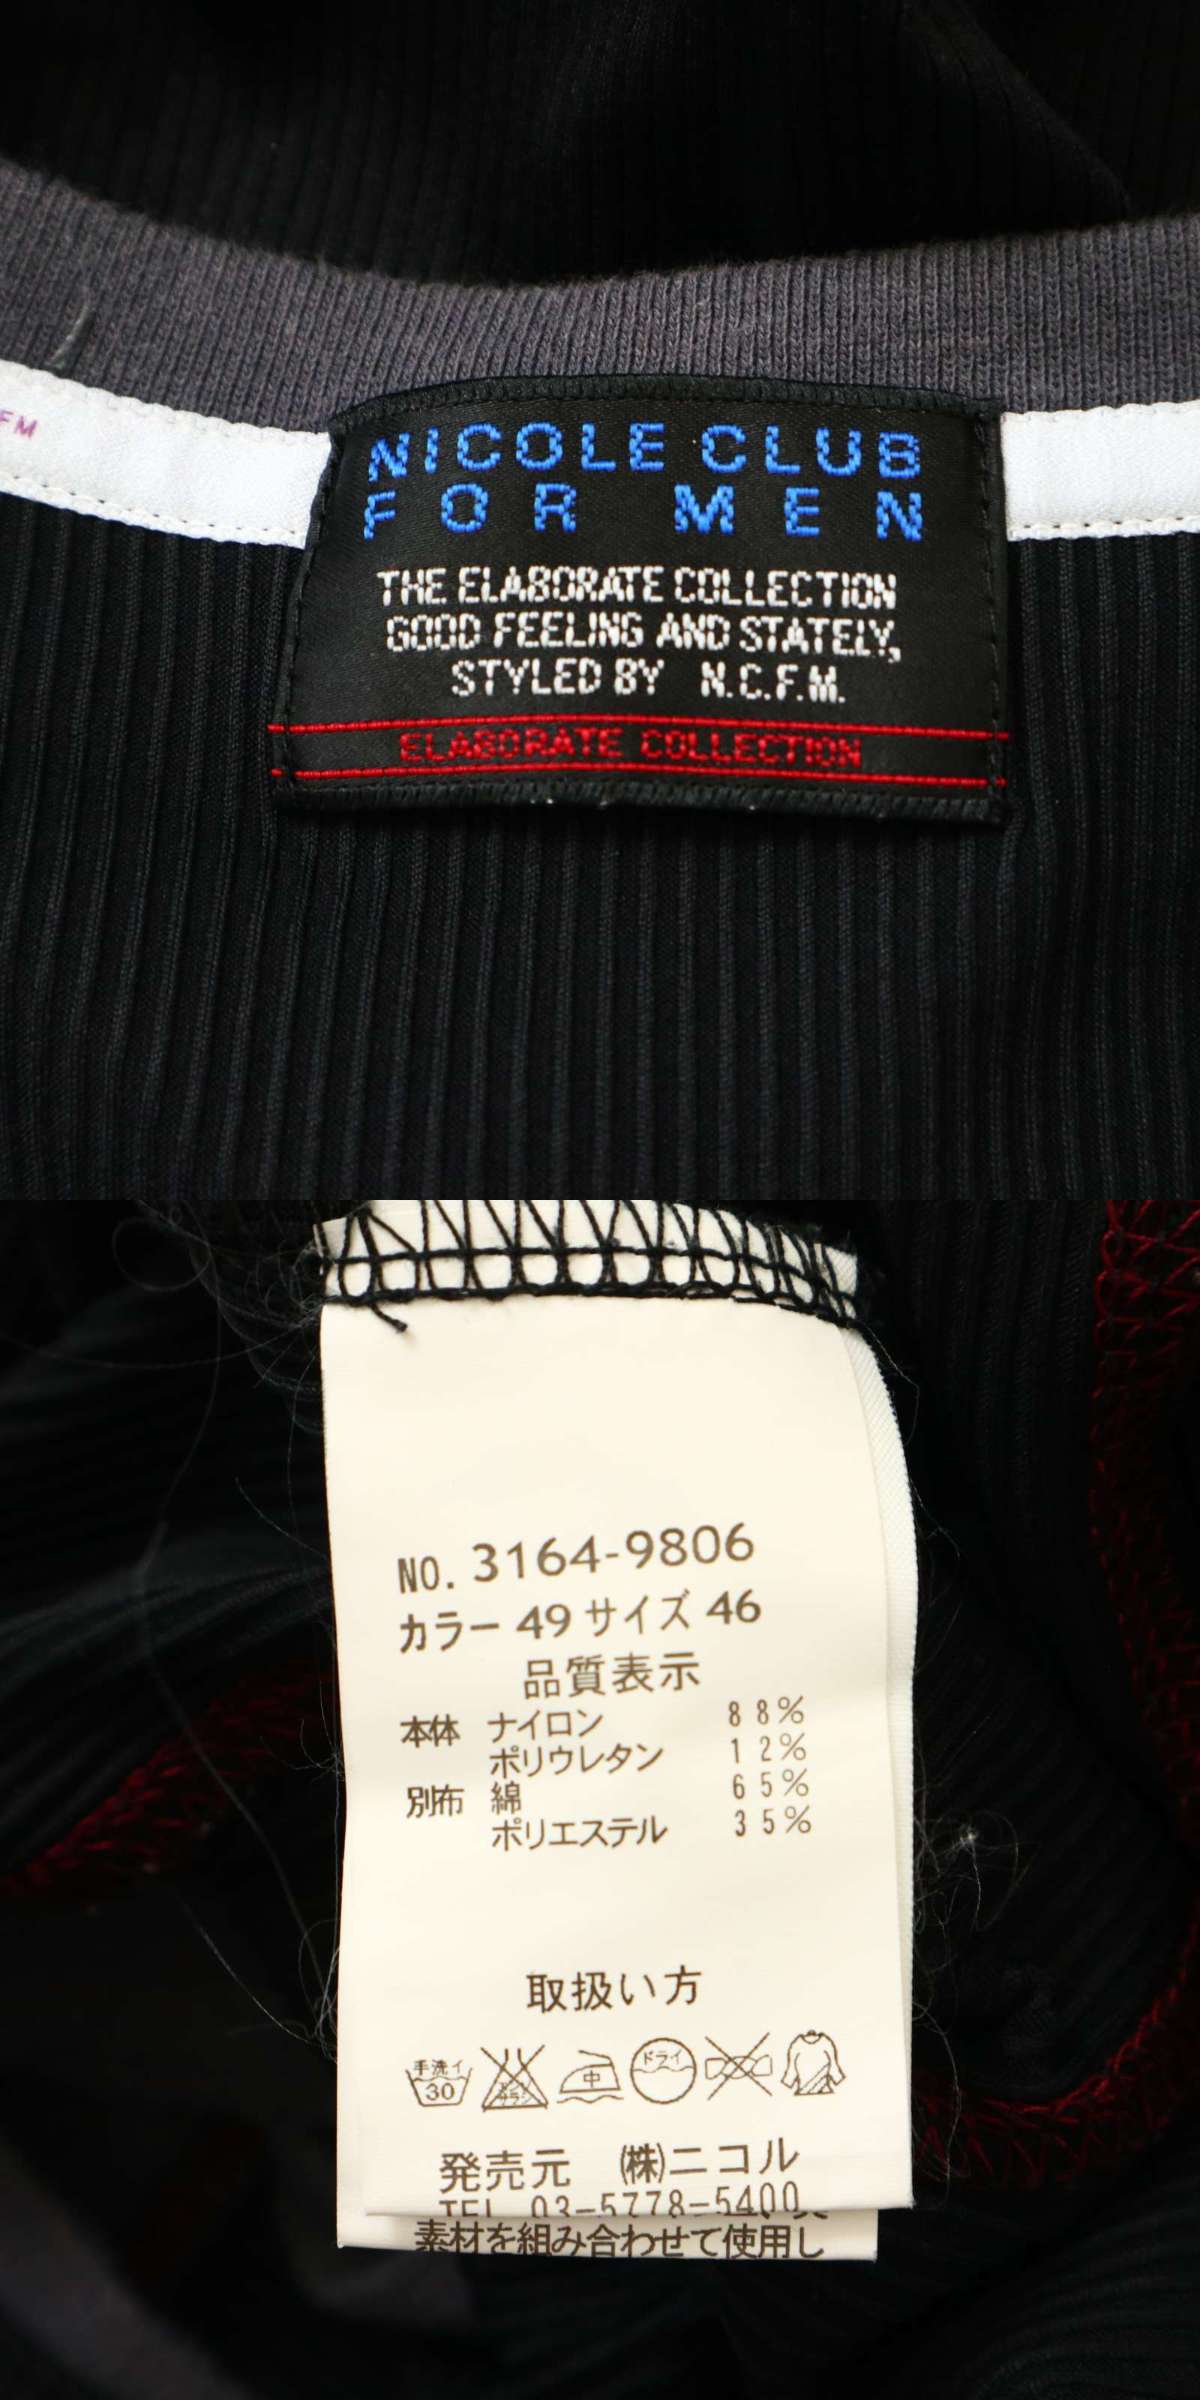 FM
NICOLE CLUB
FOR MEN
THE ELABORATE COLLECTION
GOOD FEELING AND STATELY,
STYLED BY N.C.F.M.
ELABORATE COLLECTION
NO. 3164-9806
カラー 49 サイズ 46
品質表示
本体 ナイロン 88%
ポリウレタン 12%
別布 綿 65%
ポリエステル 35%
取扱い方
手洗イ 30 中 ドライ
発売元 ㈱ニコル
TEL 03-5778-5400
素材を組み合わせて使用し